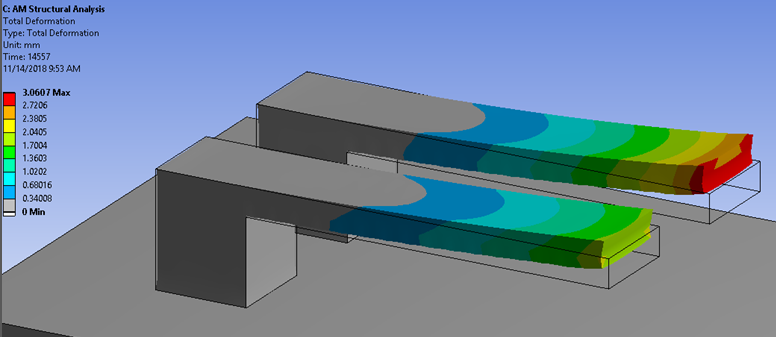 C: AM Structural Analysis
Total Deformation
Type: Total Deformation
Unit: mm
Time: 14557
11/14/2018 9:53 AM
3.0607 Max
2.7206
2.3805
2.0405
1.7004
1.3603
1.0202
0.68016
0.34008
0 Min